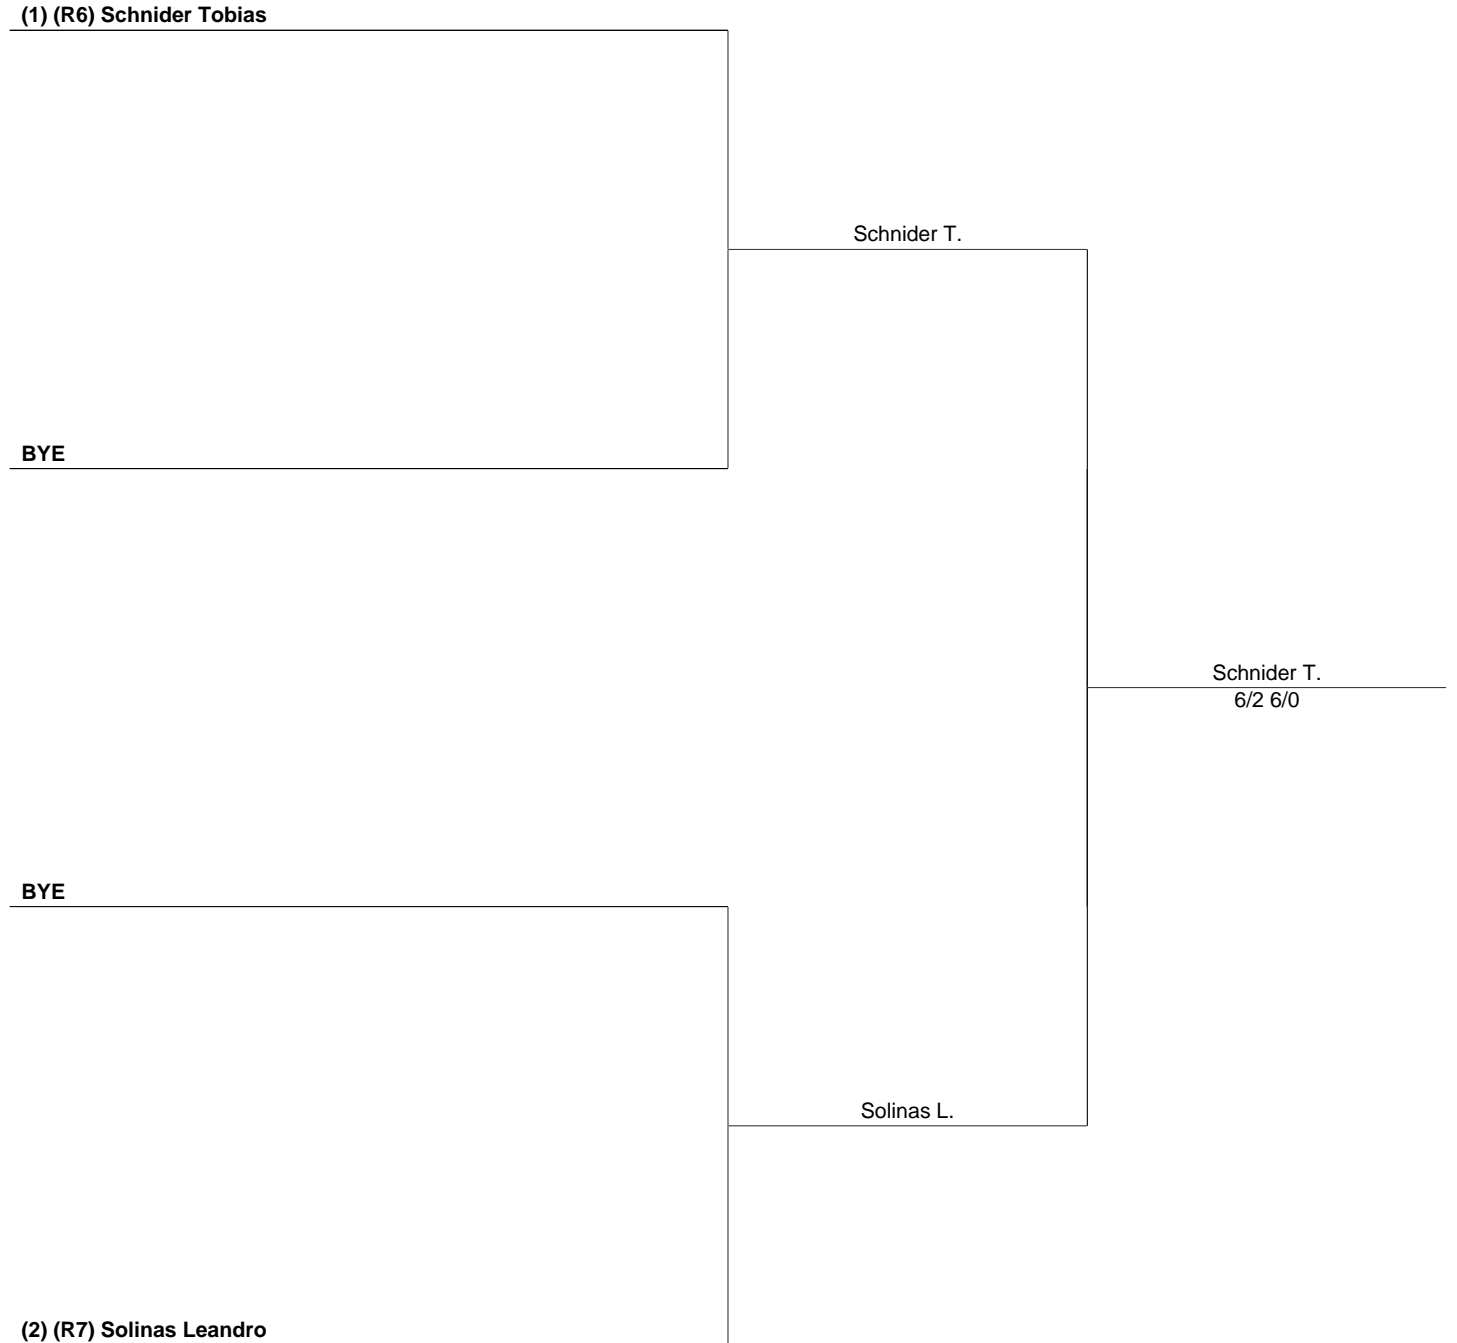 (1) (R6) Schnider Tobias
Schnider T.
BYE
Schnider T.
6/2 6/0
BYE
Solinas L.
(2) (R7) Solinas Leandro